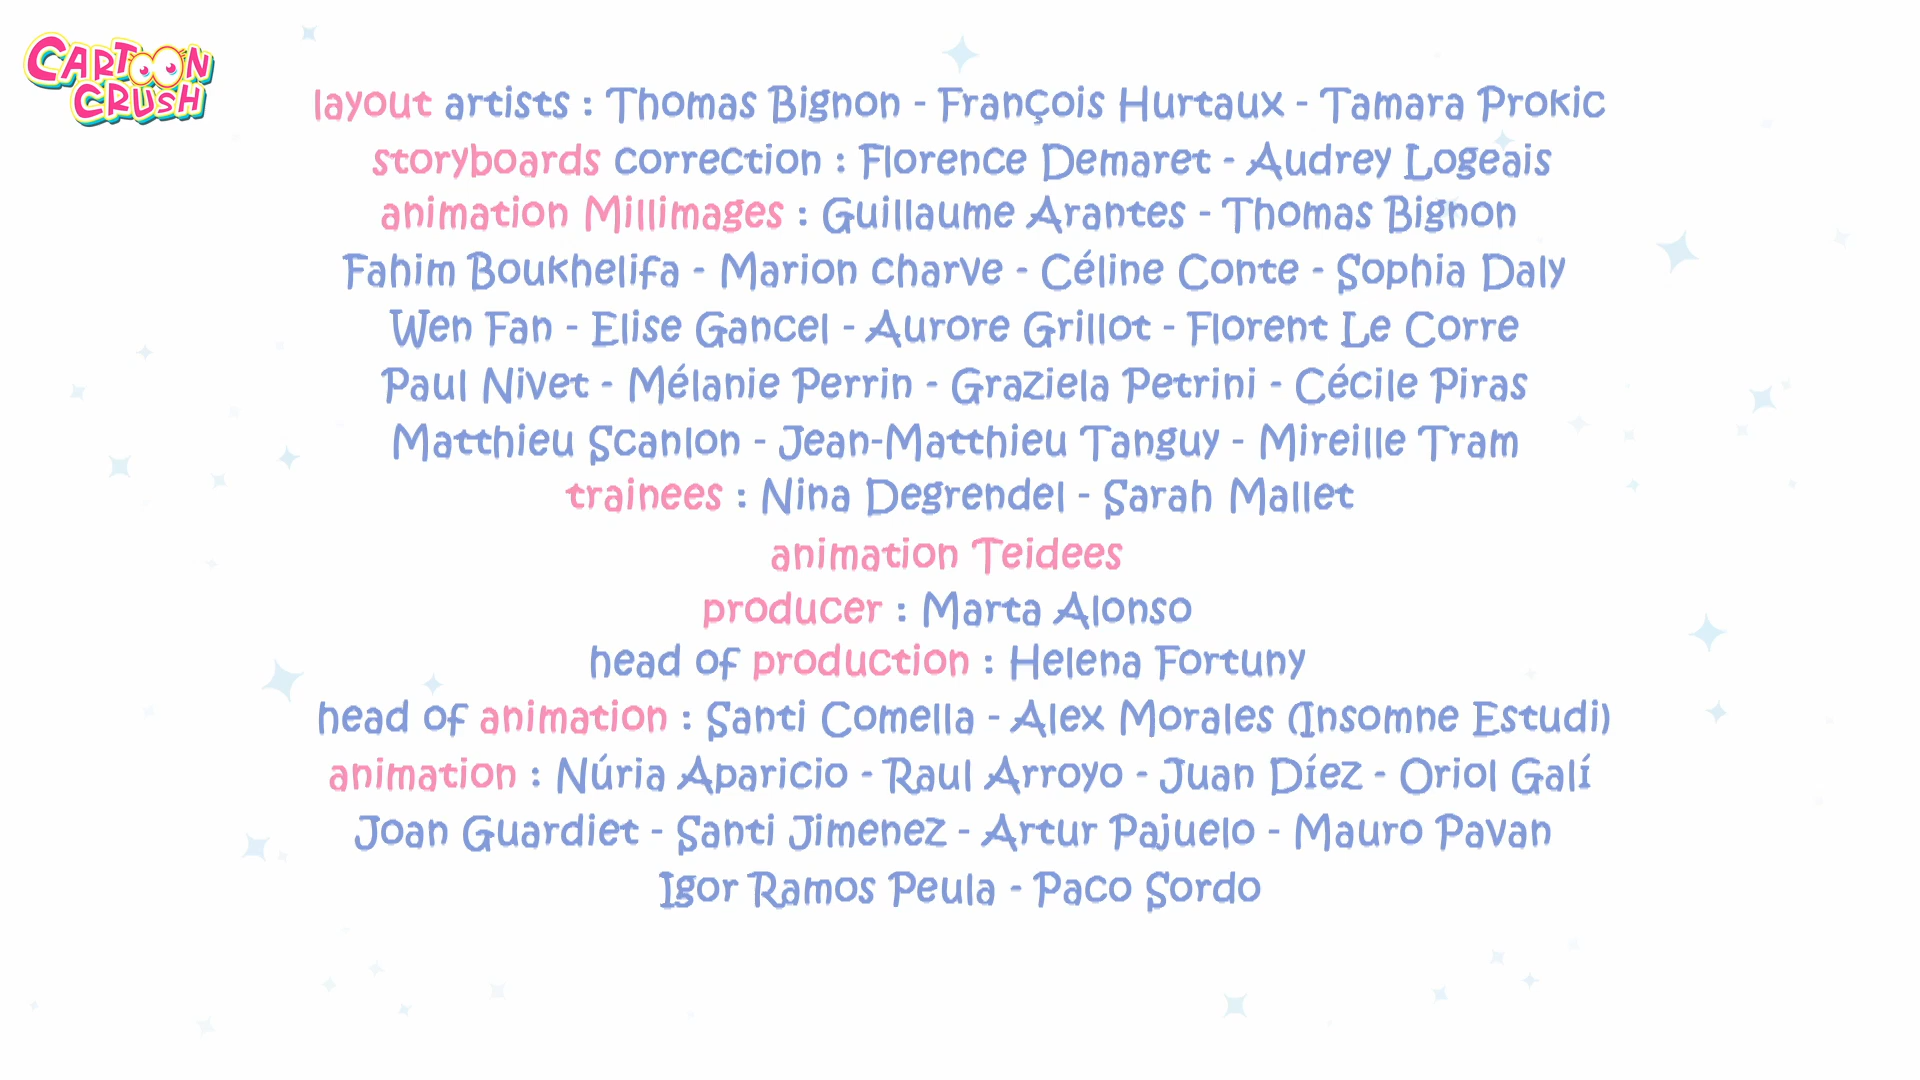 CARTOON
CRUSH
layout artists : Thomas Bignon - François Hurtaux - Tamara Prokic
storyboards correction : Florence Demaret - Audrey Logeais
animation Millimages : Guillaume Arantes - Thomas Bignon
Fahim Boukhelifa - Marion charve - Céline Conte - Sophia Daly
Wen Fan - Elise Gancel - Aurore Grillot - Florent Le Corre
Paul Nivet - Mélanie Perrin - Graziela Petrini - Cécile Piras
Matthieu Scanlon - Jean-Matthieu Tanguy - Mireille Tram
trainees : Nina Degrendel - Sarah Mallet
animation Teidees
producer : Marta Alonso
head of production : Helena Fortuny
head of animation : Santi Comella - Alex Morales (Insomne Estudi)
animation : Núria Aparicio - Raul Arroyo - Juan Díez - Oriol Galí
Joan Guardiet - Santi Jimenez - Artur Pajuelo - Mauro Pavan
Igor Ramos Peula - Paco Sordo